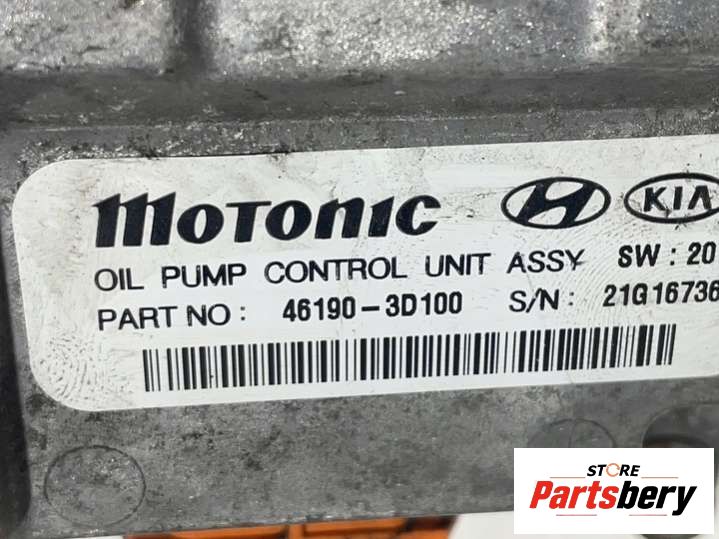 MOTONIC KIA
OIL PUMP CONTROL UNIT ASSY SW : 20
PART NO : 46190-3D100 S/N : 21G16736
STORE
Partsbery